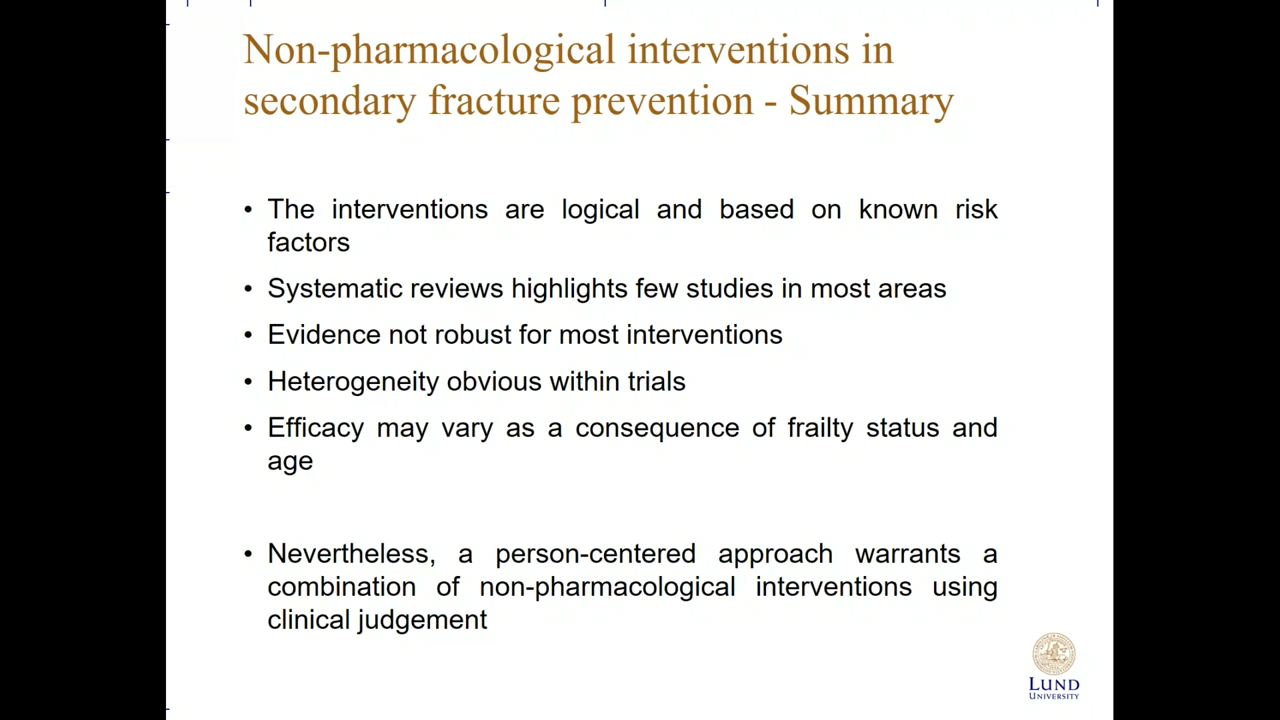 Non-pharmacological interventions in
secondary fracture prevention - Summary
• The interventions are logical and based on known risk
factors
• Systematic reviews highlights few studies in most areas
• Evidence not robust for most interventions
• Heterogeneity obvious within trials
• Efficacy may vary as a consequence of frailty status and
age
• Nevertheless, a person-centered approach warrants a
combination of non-pharmacological interventions using
clinical judgement
LUND
UNIVERSITY